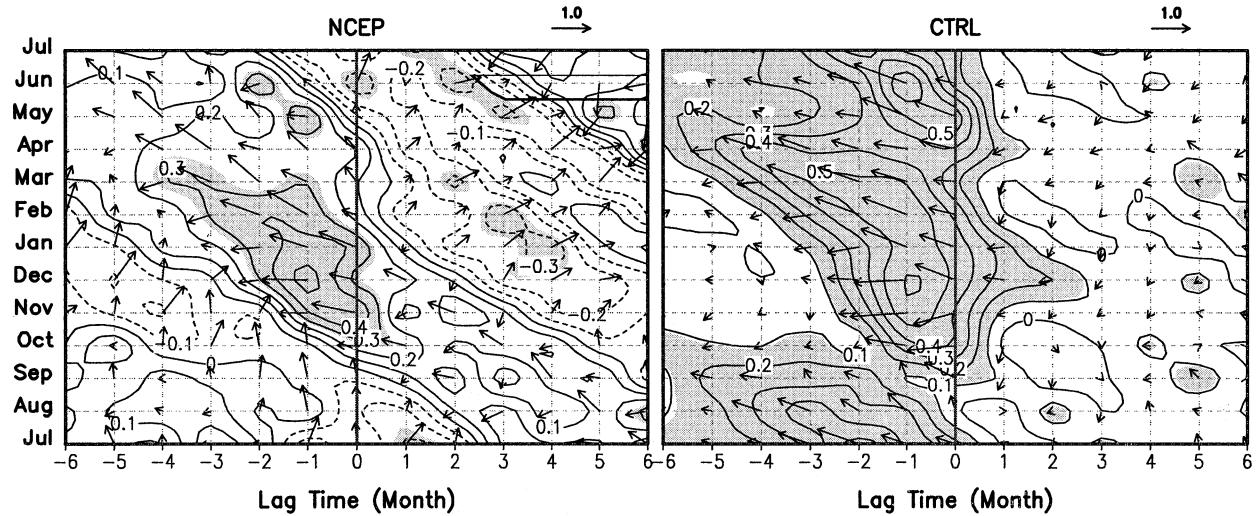 NCEP
1.0
CTRL
1.0
Jul
Jun
May
Apr
Mar
Feb
Jan
Dec
Nov
Oct
Sep
Aug
Jul
0.1
0.2
0.3
-0.2
-0.1
-0.3
-0.2
-0.1
0
0.4
0.3
0.2
0.1
0.1
0.2
0.3
0.4
0.5
0.5
0
0
0
0.4
0.3
0.2
0.1
0.1
0.2
−6 −5 −4 −3 −2 −1 0 1 2 3 4 5 6
−6 −5 −4 −3 −2 −1 0 1 2 3 4 5 6
Lag Time (Month)
Lag Time (Month)